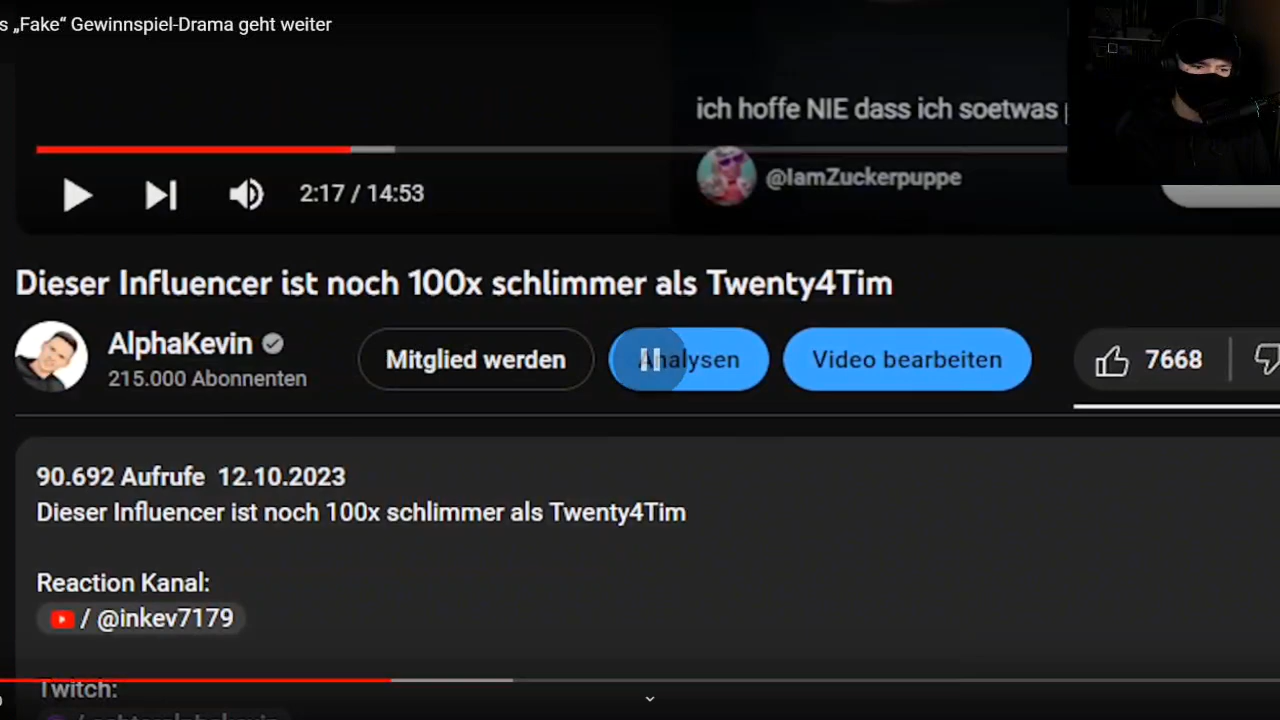 s „Fake“ Gewinnspiel-Drama geht weiter
ich hoffe NIE dass ich soetwas
@IamZuckerpuppe
2:17 / 14:53
Dieser Influencer ist noch 100x schlimmer als Twenty4Tim
AlphaKevin
215.000 Abonnenten
Mitglied werden
Analysen
Video bearbeiten
7668
90.692 Aufrufe 12.10.2023
Dieser Influencer ist noch 100x schlimmer als Twenty4Tim
Reaction Kanal:
/ @inkev7179
Twitch: